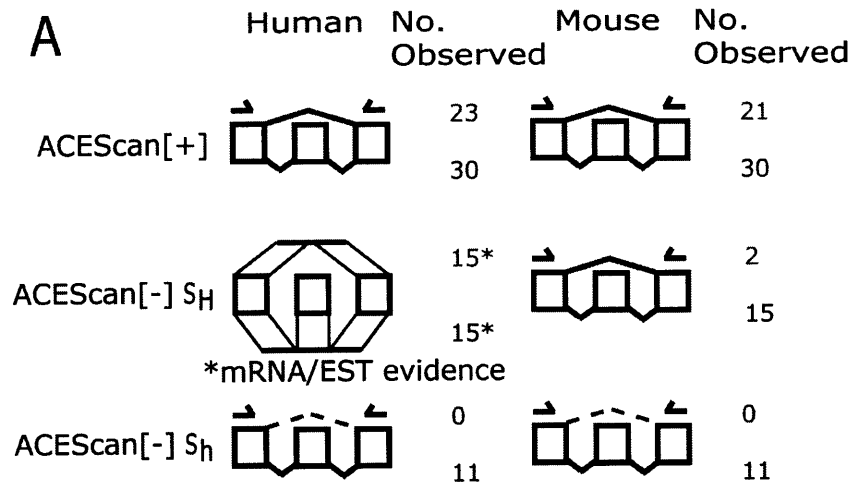 A
Human No. Observed Mouse No. Observed
23 21
ACEScan[+]
30 30
15* 2
ACEScan[-] SH
15* 15
*mRNA/EST evidence
0 0
ACEScan[-] Sh
11 11